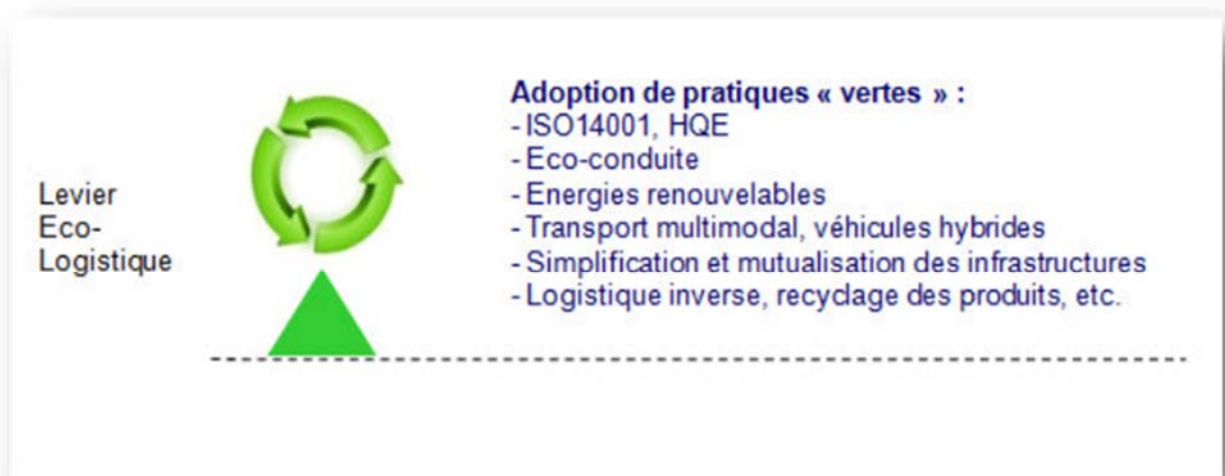 Levier
Eco-
Logistique
Adoption de pratiques « vertes » :
- ISO14001, HQE
- Eco-conduite
- Energies renouvelables
- Transport multimodal, véhicules hybrides
- Simplification et mutualisation des infrastructures
- Logistique inverse, recyclage des produits, etc.